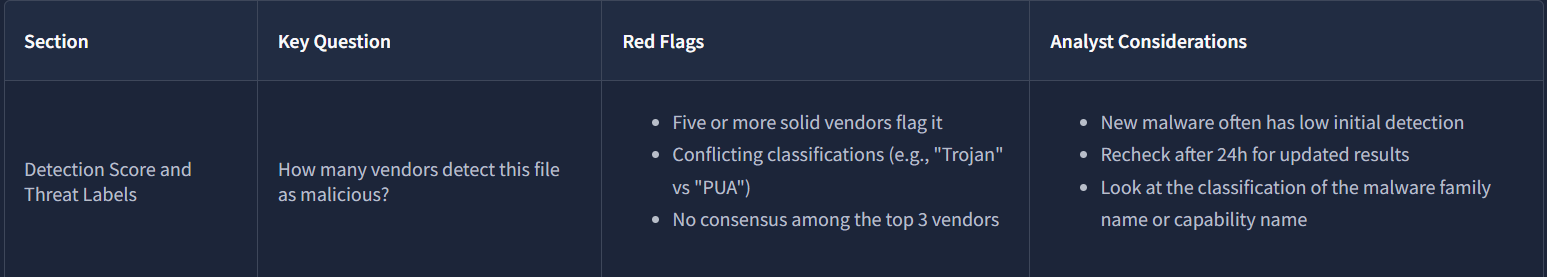 Section
Key Question
Red Flags
Analyst Considerations
Detection Score and
Threat Labels
How many vendors detect this file
as malicious?
• Five or more solid vendors flag it
• Conflicting classifications (e.g., "Trojan"
vs "PUA")
• No consensus among the top 3 vendors
• New malware often has low initial detection
• Recheck after 24h for updated results
• Look at the classification of the malware family
name or capability name